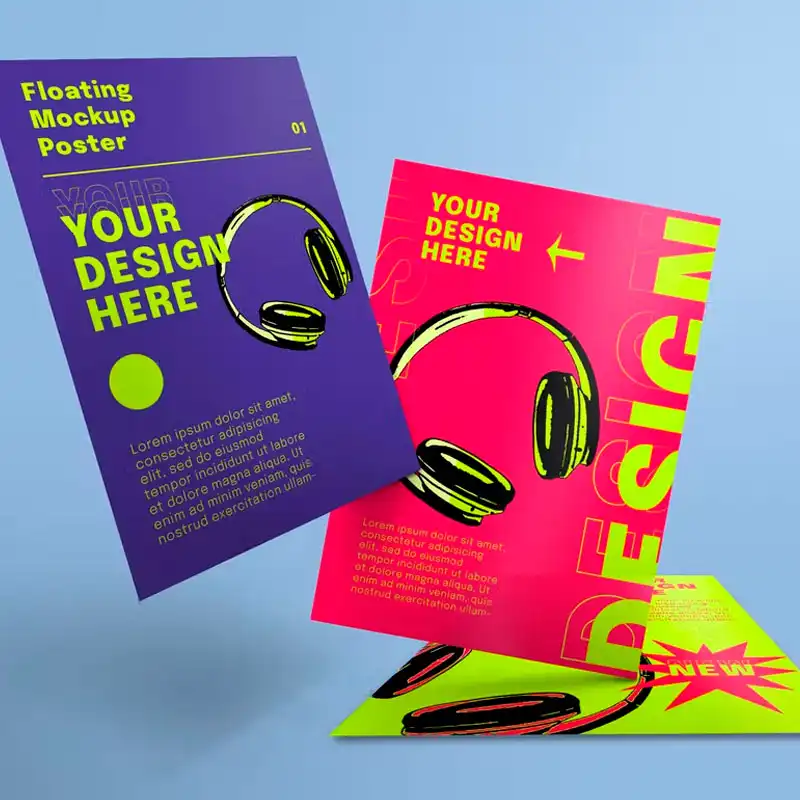 Floating
Mockup
Poster
01
YOUR
YOUR
DESIGN
HERE
Lorem ipsum dolor sit amet,
consectetur adipisicing
elit, sed do eiusmod
tempor incididunt ut labore
et dolore magna aliqua. Ut
enim ad minim veniam, quis
nostrud exercitation ullam-
YOUR
DESIGN
HERE
DESIGN
Lorem ipsum dolor sit amet,
consectetur adipisicing
elit, sed do eiusmod
tempor incididunt ut labore
et dolore magna aliqua. Ut
enim ad minim veniam, quis
nostrud exercitation ullam-
NEW